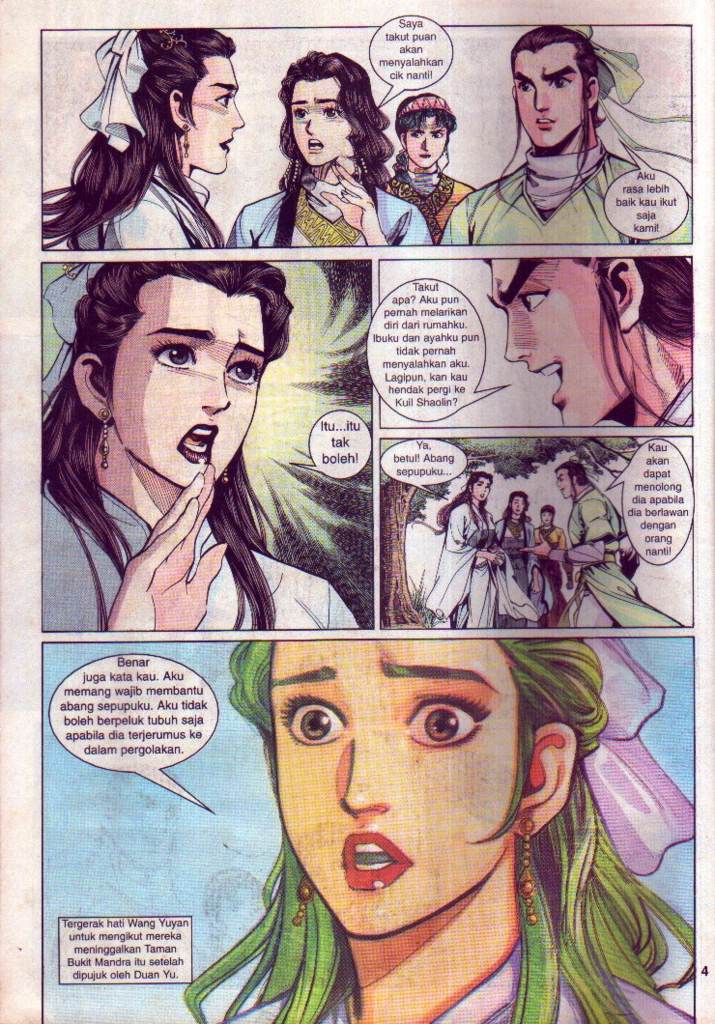 Saya
takut puan
akan
menyalahkan
cik nanti!
Aku
rasa lebih
baik kau ikut
saja
kami!
Itu...itu
tak
boleh!
Takut
apa? Aku pun
pernah melarikan
diri dari rumahku.
Ibuku dan ayahku pun
tidak pernah
menyalahkan aku.
Lagipun, kan kau
hendak pergi ke
Kuil Shaolin?
Ya,
betul! Abang
sepupuku...
Kau
akan
dapat
menolong
dia apabila
dia berlawan
dengan
orang
nanti!
Benar
juga kata kau. Aku
memang wajib membantu
abang sepupuku. Aku tidak
boleh berpeluk tubuh saja
apabila dia terjerumus ke
dalam pergolakan.
Tergerak hati Wang Yuyan
untuk mengikut mereka
meninggalkan Taman
Bukit Mandra itu setelah
dipujuk oleh Duan Yu.
4